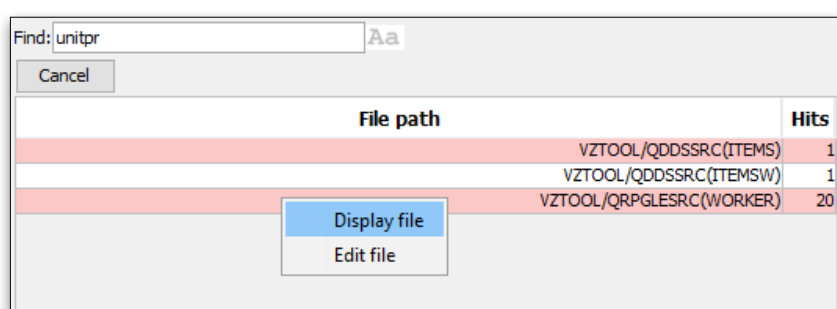 Find: unitpr Aa
Cancel
File path Hits
VZTOOL/QDDSSRC(ITEMS) 1
VZTOOL/QDDSSRC(ITEMSW) 1
VZTOOL/QRPGLESRC(WORKER) 20
Display file
Edit file